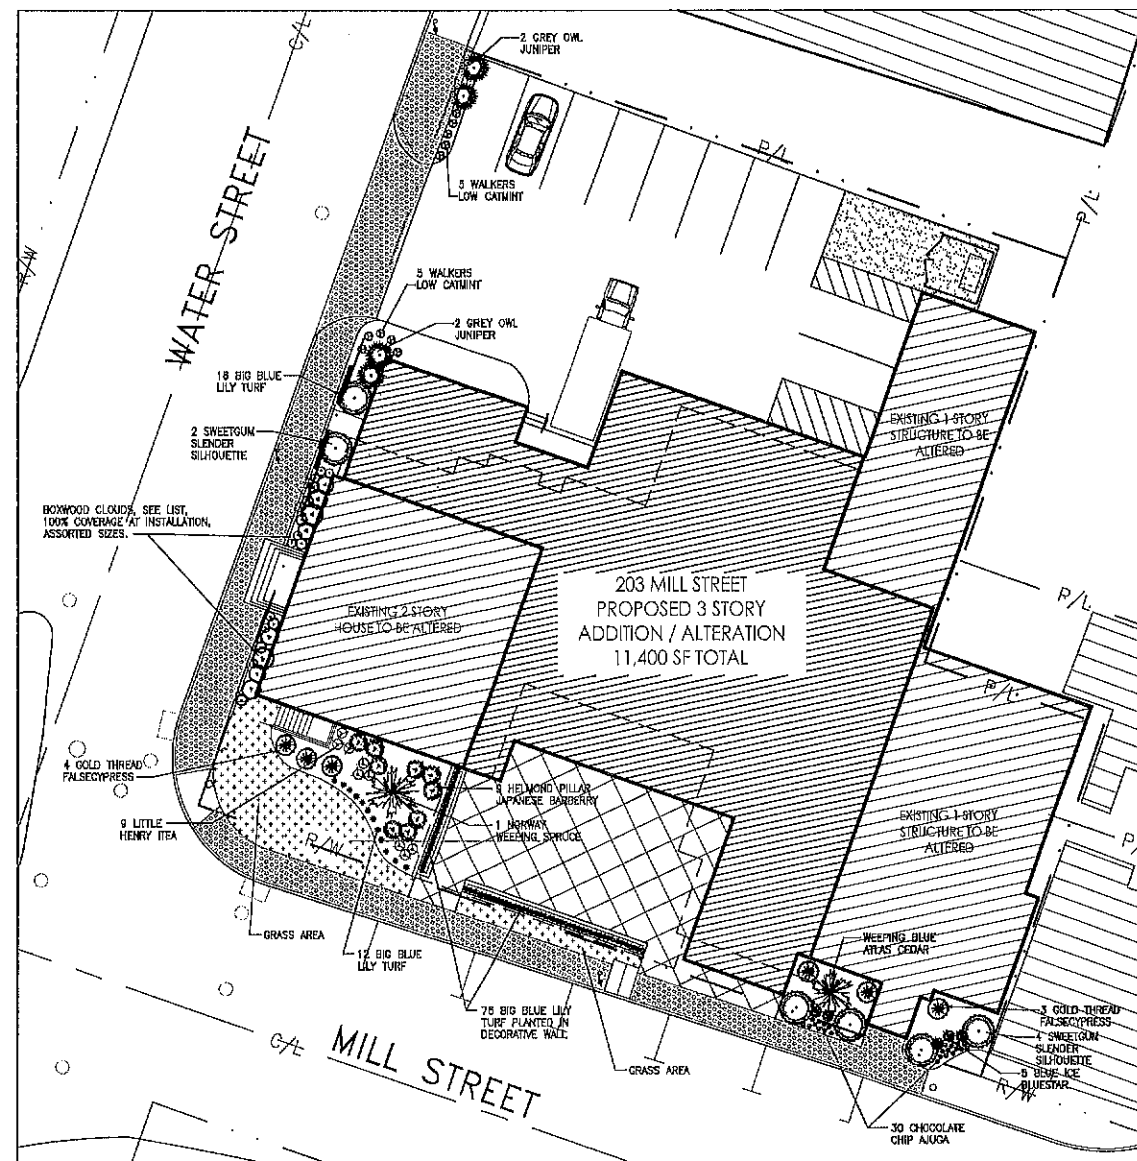 2 GREY OWL
JUNIPER
C/L
P/L
P/L
R/W
WATER STREET
5 WALKERS
LOW CATMINT
5 WALKERS
LOW CATMINT
2 GREY OWL
JUNIPER
18 BIG BLUE
LILY TURF
2 SWEETGUM
SLENDER
SILHOUETTE
EXISTING 1 STORY
STRUCTURE TO BE
ALTERED
BOXWOOD CLOUDS, SEE LIST,
100% COVERAGE AT INSTALLATION,
ASSORTED SIZES.
203 MILL STREET
PROPOSED 3 STORY
ADDITION / ALTERATION
11,400 SF TOTAL
EXISTING 2 STORY
HOUSE TO BE ALTERED
P/L
P/L
4 GOLD THREAD
FALSECYPRESS
HELMOND PILLAR
JAPANESE BARBERRY
1 NORWAY
WEEPING SPRUCE
9 LITTLE
HENRY ITEA
R/W
EXISTING 1 STORY
STRUCTURE TO BE
ALTERED
GRASS AREA
12 BIG BLUE
LILY TURF
WEEPING BLUE
ATLAS CEDAR
75 BIG BLUE LILY
TURF PLANTED IN
DECORATIVE WALL
3 GOLD THREAD
FALSECYPRESS
4 SWEETGUM
SLENDER
SILHOUETTE
5 BLUE ICE
BLUESTAR
R/W
C/L
MILL STREET
GRASS AREA
30 CHOCOLATE
CHIP AJUGA